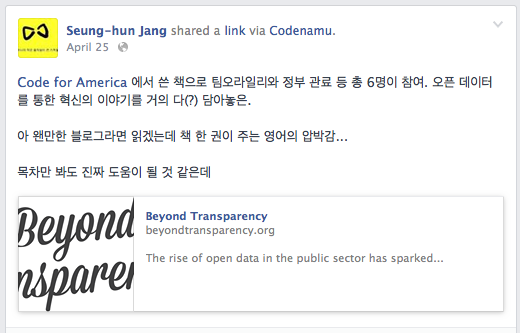 Seung-hun Jang shared a link via Codenamu.
April 25
Code for America 에서 쓴 책으로 팀오라일리와 정부 관료 등 총 6명이 참여. 오픈 데이터
를 통한 혁신의 이야기를 거의 다(?) 담아놓은.
아 왠만한 블로그라면 읽겠는데 책 한 권이 주는 영어의 압박감...
목차만 봐도 진짜 도움이 될 것 같은데
Beyond
nsparen
Beyond Transparency
beyondtransparency.org
The rise of open data in the public sector has sparked...